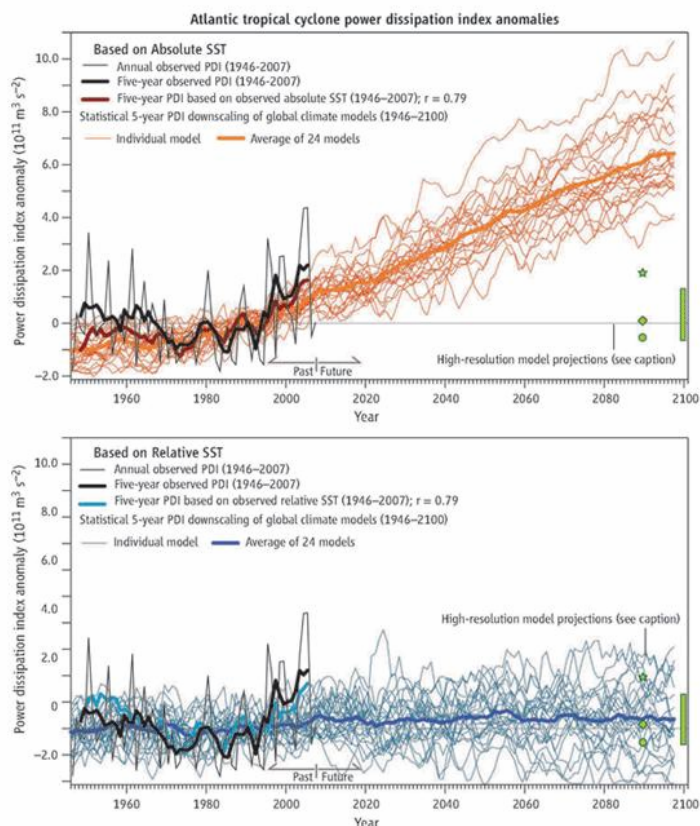 Atlantic tropical cyclone power dissipation index anomalies
Based on Absolute SST
Annual observed PDI (1946-2007)
Five-year observed PDI (1946-2007)
Five-year PDI based on observed absolute SST (1946–2007); r = 0.79
Statistical 5-year PDI downscaling of global climate models (1946–2100)
Individual model
Average of 24 models
Power dissipation index anomaly (10¹¹ m³ s⁻²)
10.0
8.0
6.0
4.0
2.0
0
−2.0
High-resolution model projections (see caption)
Past
Future
1960
1980
2000
2020
2040
2060
2080
2100
Year
Based on Relative SST
Annual observed PDI (1946–2007)
Five-year observed PDI (1946–2007)
Five-year PDI based on observed relative SST (1946–2007); r = 0.79
Statistical 5-year PDI downscaling of global climate models (1946–2100)
Individual model
Average of 24 models
Power dissipation index anomaly (10¹¹ m³ s⁻²)
10.0
8.0
6.0
4.0
2.0
0
−2.0
High-resolution model projections (see caption)
Past
Future
1960
1980
2000
2020
2040
2060
2080
2100
Year